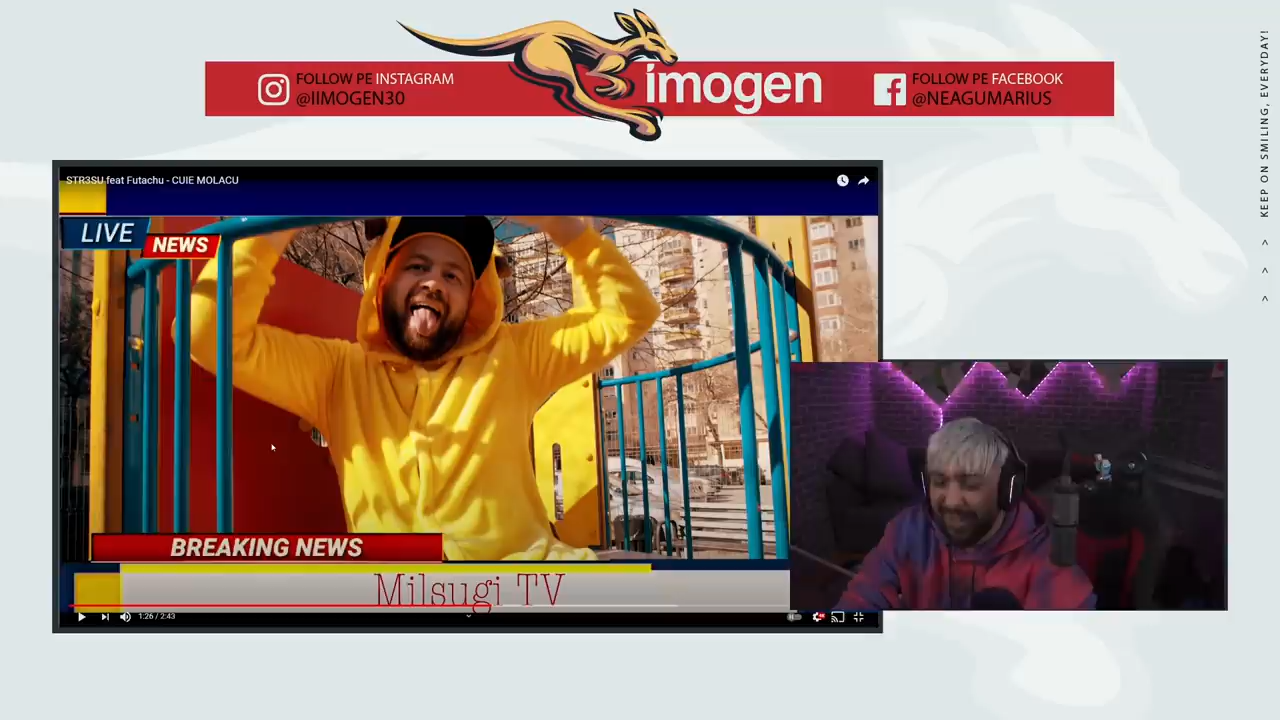 FOLLOW PE INSTAGRAM
@IIMOGEN30
imogen
FOLLOW PE FACEBOOK
@NEAGUMARIUS
KEEP ON SMILING, EVERYDAY!
STR3SU feat Futachu - CUIE MOLACU
LIVE
NEWS
BREAKING NEWS
Milsugi TV
1:26 / 2:43